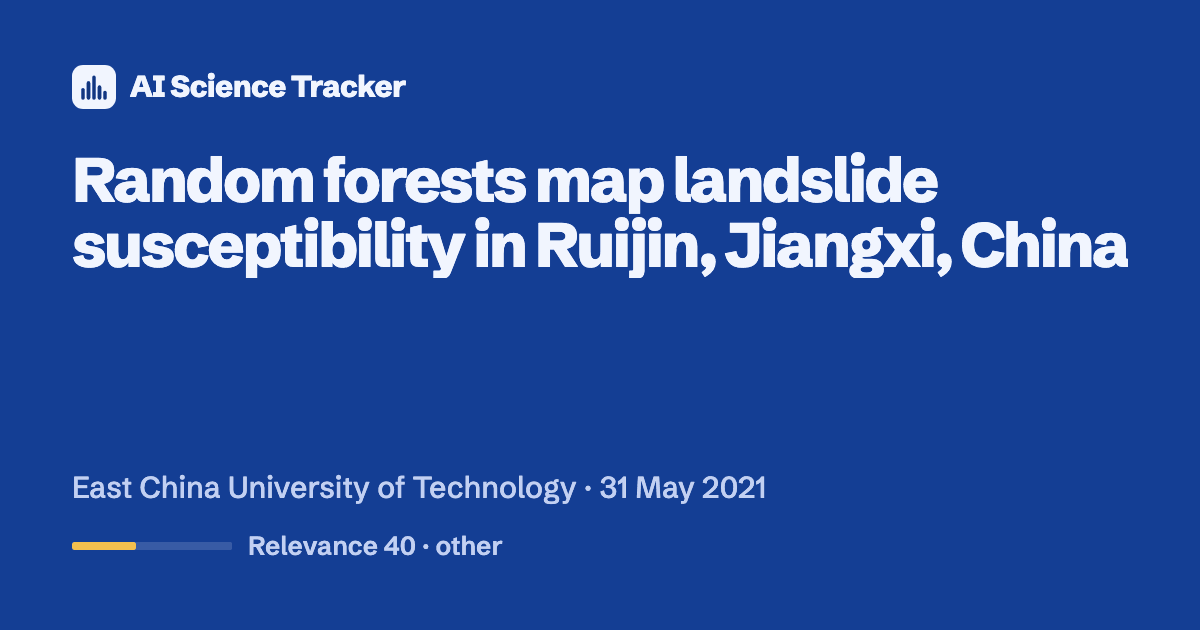 AI Science Tracker
Random forests map landslide
susceptibility in Ruijin, Jiangxi, China
East China University of Technology · 31 May 2021
Relevance 40 · other